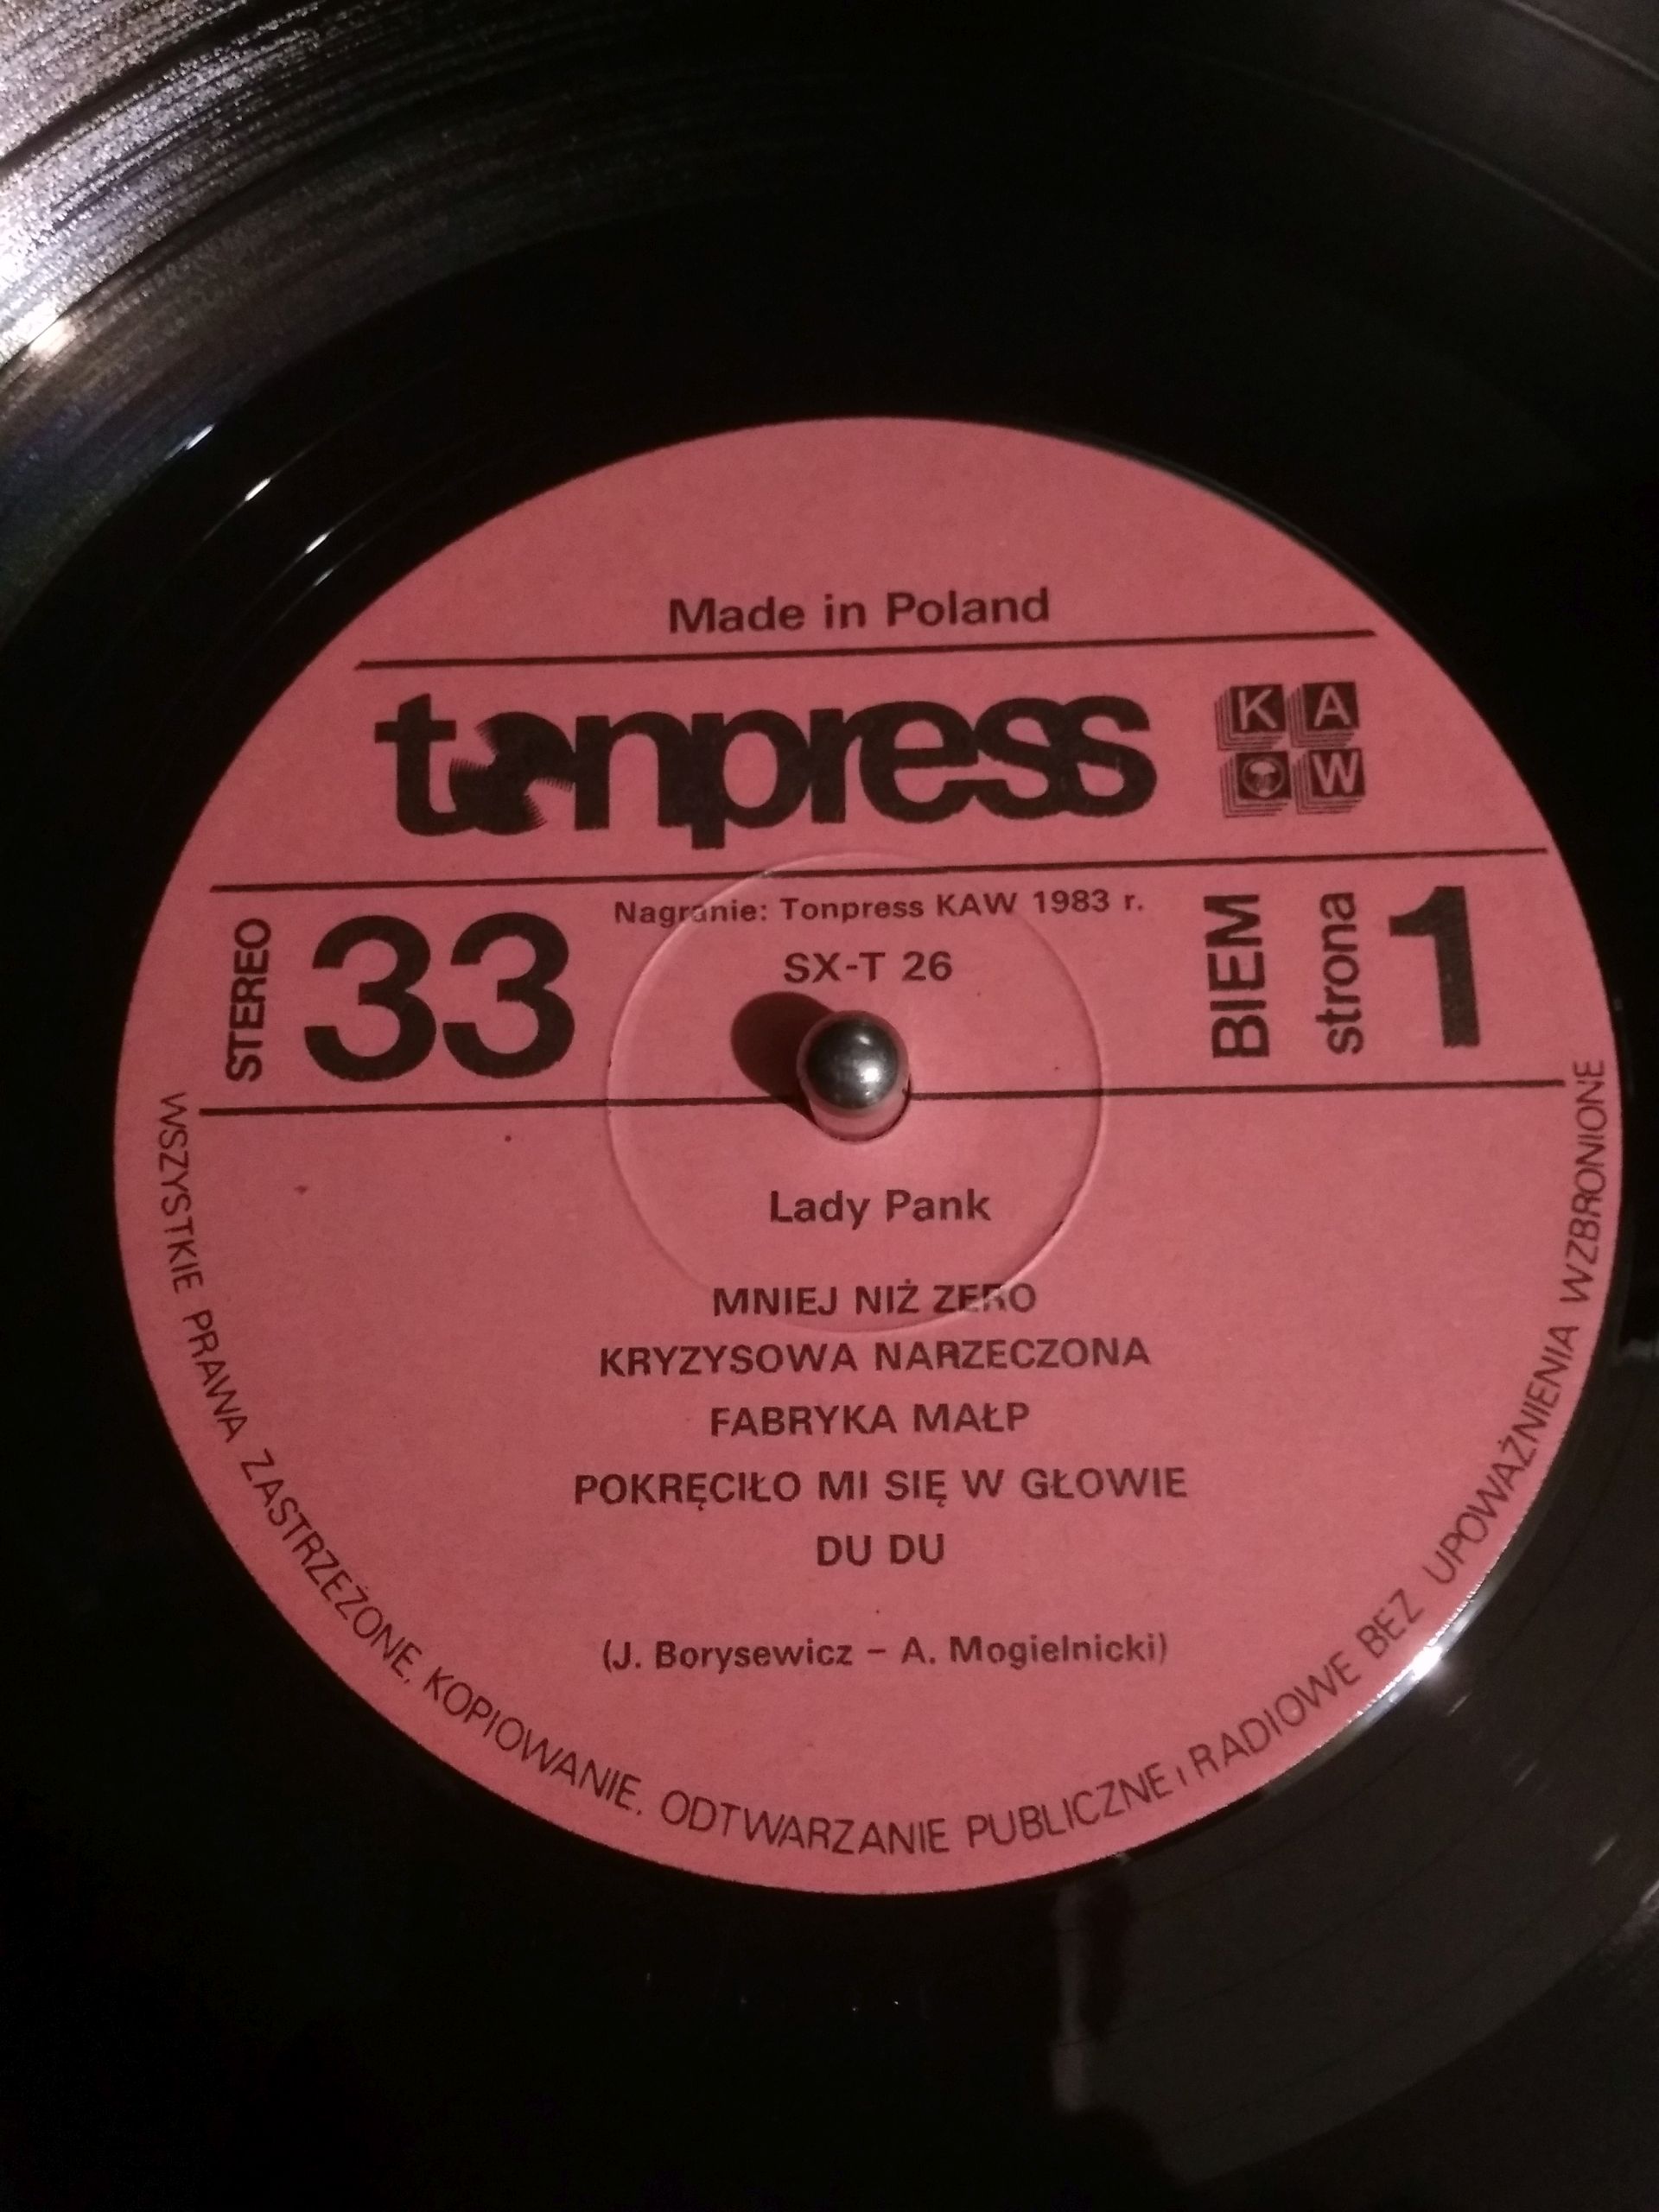 Made in Poland
tonpress
K A
W
Nagranie: Tonpress KAW 1983 r.
STEREO
33
SX-T 26
BIEM
strona
1
Lady Pank
MNIEJ NIŻ ZERO
KRYZYSOWA NARZECZONA
FABRYKA MAŁP
POKRĘCIŁO MI SIĘ W GŁOWIE
DU DU
(J. Borysewicz – A. Mogielnicki)
WSZYSTKIE PRAWA ZASTRZEŻONE. KOPIOWANIE, ODTWARZANIE PUBLICZNE i RADIOWE BEZ UPOWAŻNIENIA WZBRONIONE